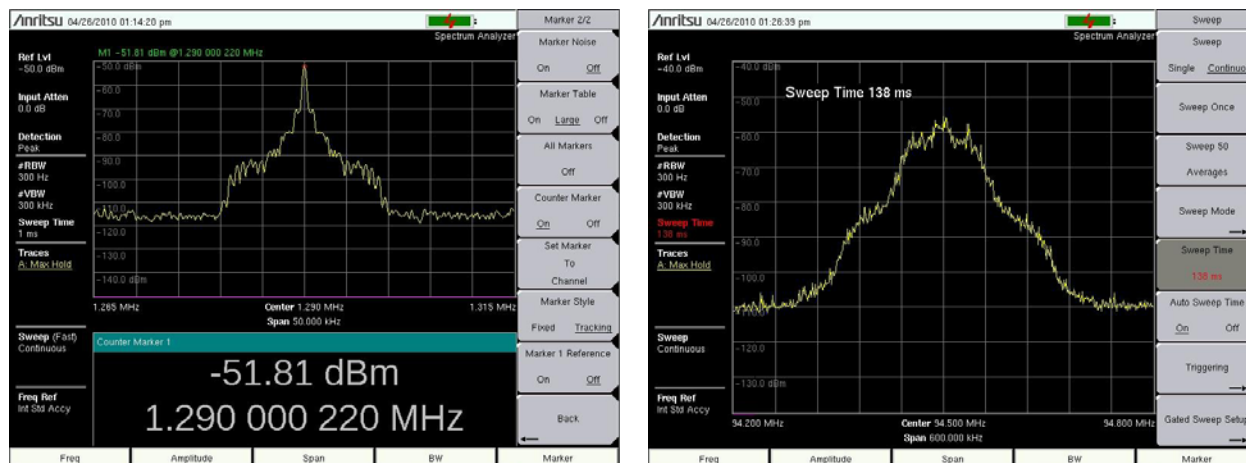 Anritsu 04/26/2010 01:14:20 pm
Spectrum Analyzer
M1 -51.81 dBm @1.290 000 220 MHz
Ref Lvl
-50.0 dBm
Input Atten
0.0 dB
Detection
Peak
#RBW
300 Hz
#VBW
300 kHz
Sweep Time
1 ms
Traces
A: Max Hold
Sweep (Fast)
Continuous
Freq Ref
Int Std Accy
-50.0 dBm
-60.0
-70.0
-80.0
-90.0
-100.0
-110.0
-120.0
-130.0
-140.0 dBm
1.265 MHz
Center 1.290 MHz
1.315 MHz
Span 50.000 kHz
Counter Marker 1
-51.81 dBm
1.290 000 220 MHz
Marker 2/2
Marker Noise
On Off
Marker Table
On Large Off
All Markers
Off
Counter Marker
On Off
Set Marker
To
Channel
Marker Style
Fixed Tracking
Marker 1 Reference
On Off
Back
Freq Amplitude Span BW Marker
Anritsu 04/26/2010 01:26:39 pm
Spectrum Analyzer
Ref Lvl
-40.0 dBm
Input Atten
0.0 dB
Detection
Peak
#RBW
300 Hz
#VBW
300 kHz
Sweep Time
138 ms
Traces
A: Max Hold
Sweep
Continuous
Freq Ref
Int Std Accy
-40.0 dBm
Sweep Time 138 ms
-50.0
-60.0
-70.0
-80.0
-90.0
-100.0
-110.0
-120.0
-130.0 dBm
94.200 MHz
Center 94.500 MHz
94.800 MHz
Span 600.000 kHz
Sweep
Sweep
Single Continuo
Sweep Once
Sweep 50
Averages
Sweep Mode
Sweep Time
138 ms
Auto Sweep Time
On Off
Triggering
Gated Sweep Setup
Freq Amplitude Span BW Marker